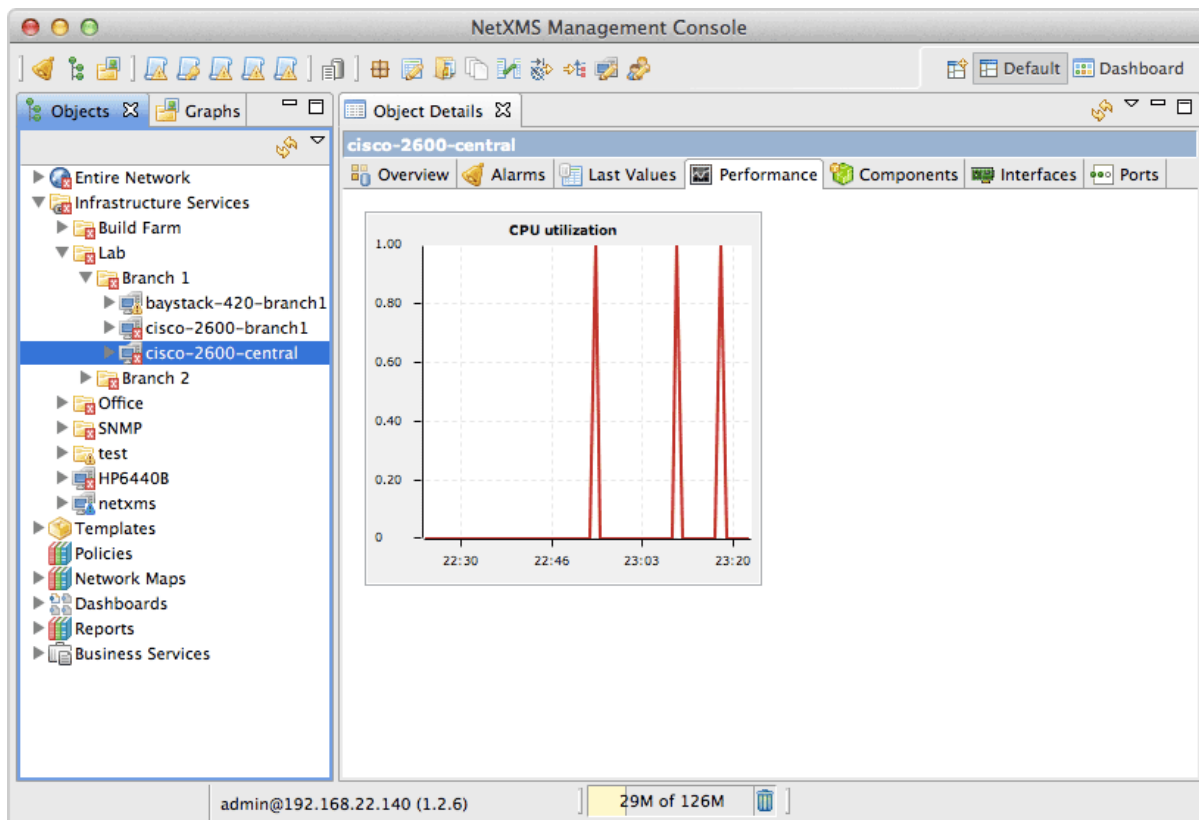 NetXMS Management Console
Default Dashboard
Objects Graphs
Object Details
cisco-2600-central
Overview Alarms Last Values Performance Components Interfaces Ports
Entire Network
Infrastructure Services
Build Farm
Lab
Branch 1
baystack-420-branch1
cisco-2600-branch1
cisco-2600-central
Branch 2
Office
SNMP
test
HP6440B
netxms
Templates
Policies
Network Maps
Dashboards
Reports
Business Services
CPU utilization
1.00
0.80
0.60
0.40
0.20
0
22:30 22:46 23:03 23:20
admin@192.168.22.140 (1.2.6)
29M of 126M